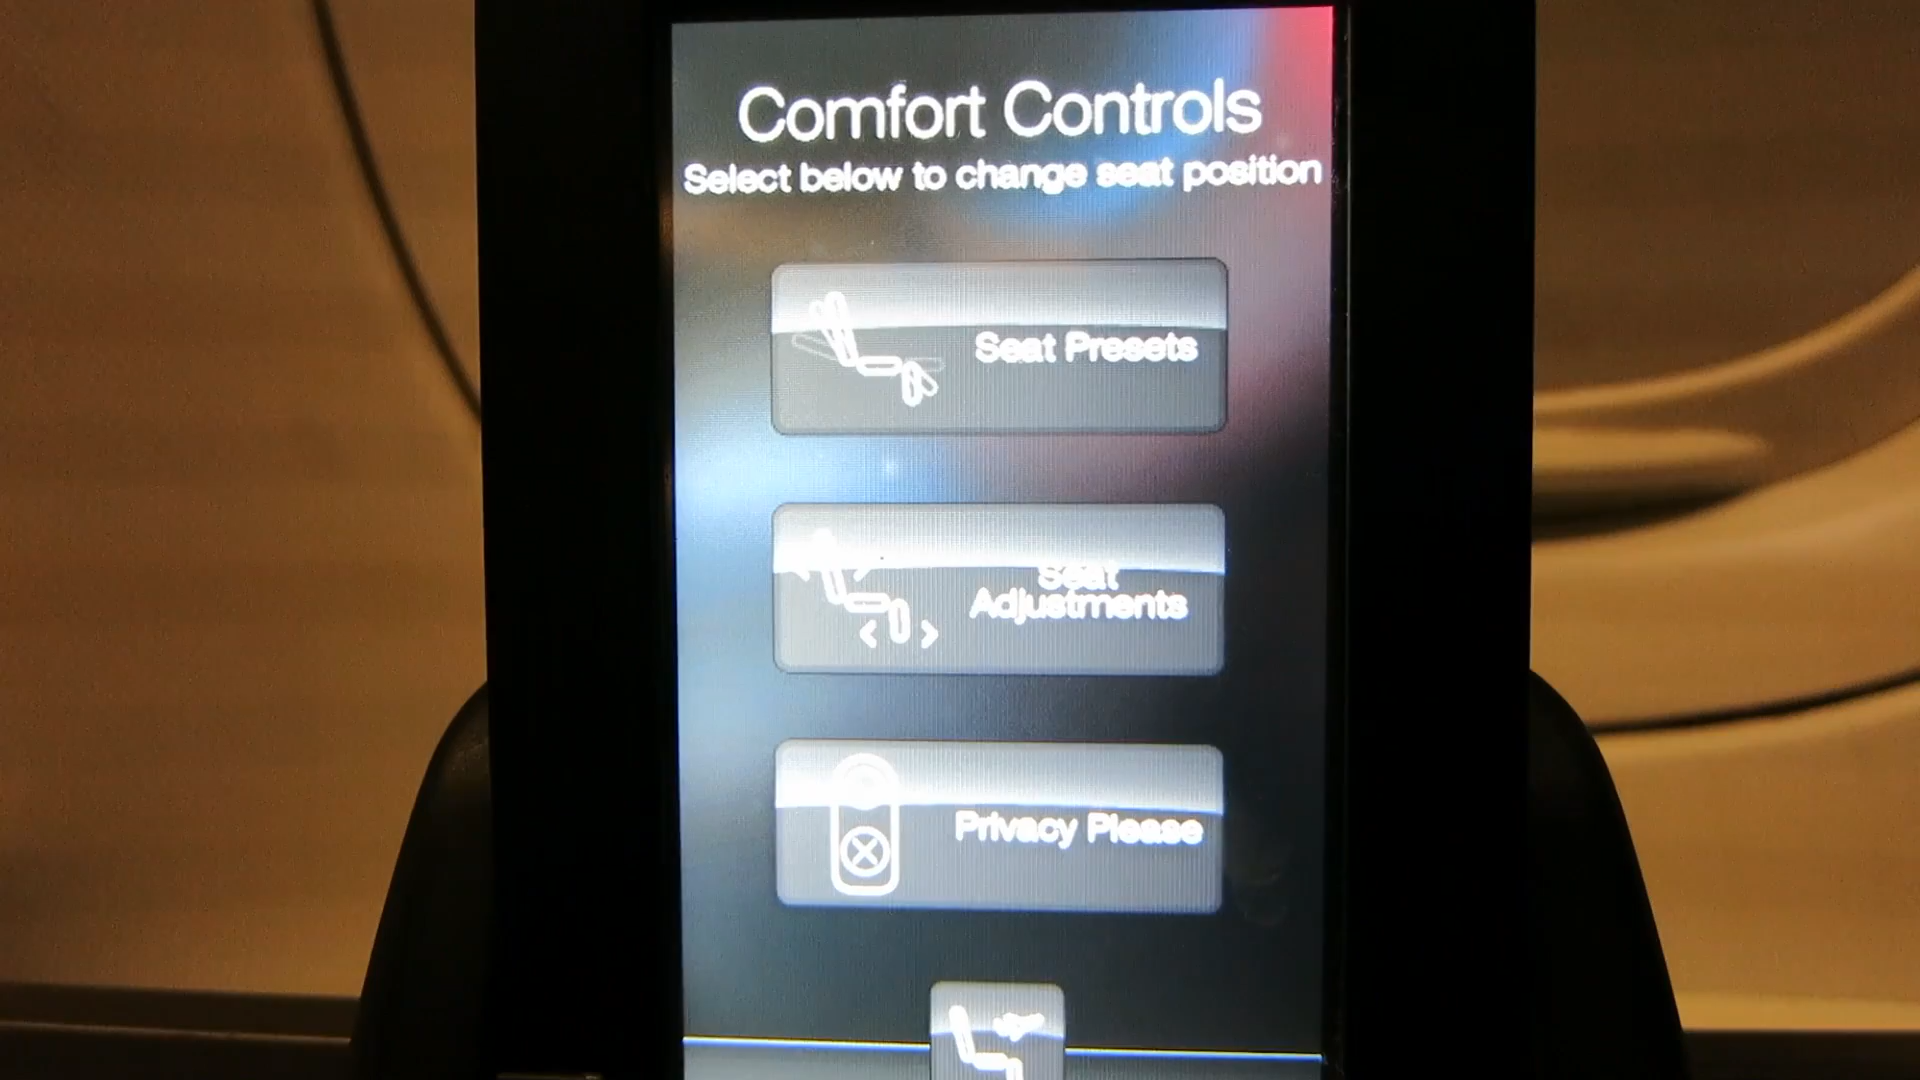 Comfort Controls
Select below to change seat position
Seat Presets
Seat
Adjustments
Privacy Please